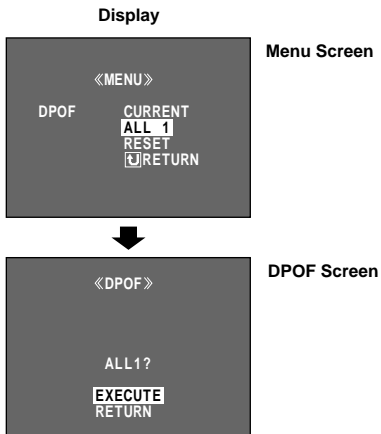 Display
Menu Screen
《MENU》
DPOF CURRENT
ALL 1
RESET
RETURN
DPOF Screen
《DPOF》
ALL1?
EXECUTE
RETURN